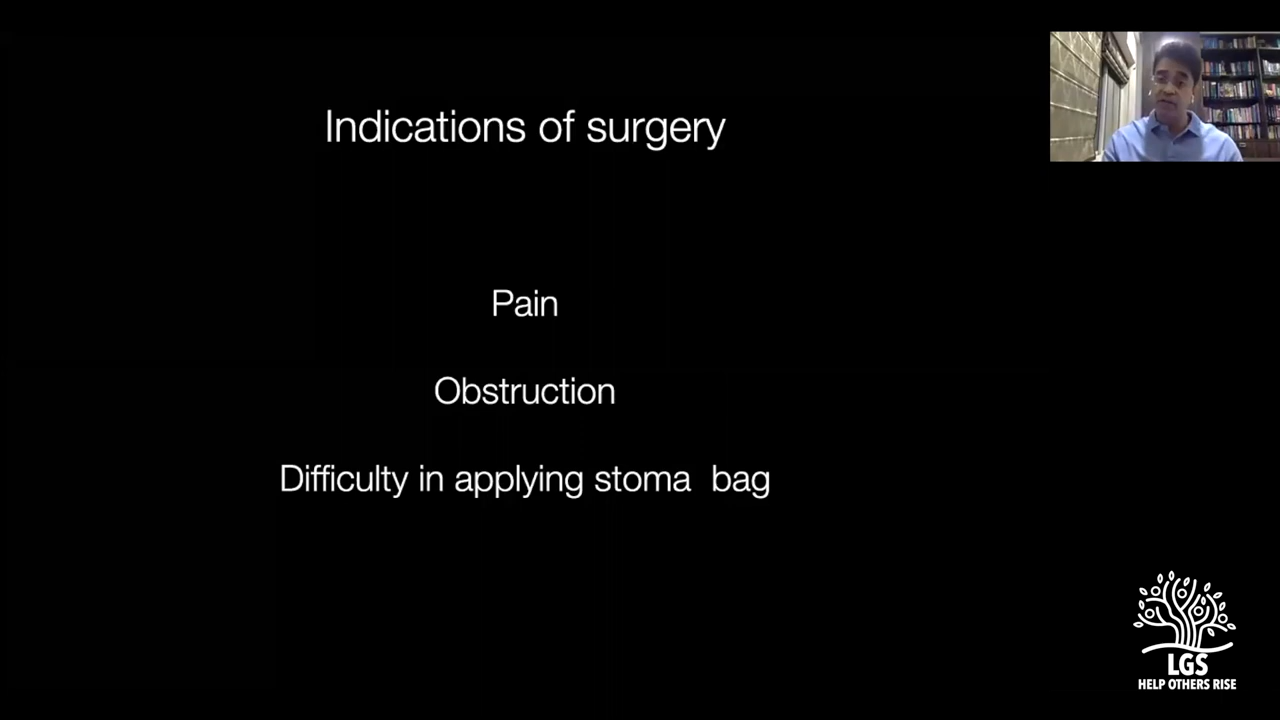 Indications of surgery
Pain
Obstruction
Difficulty in applying stoma  bag
LGS
HELP OTHERS RISE